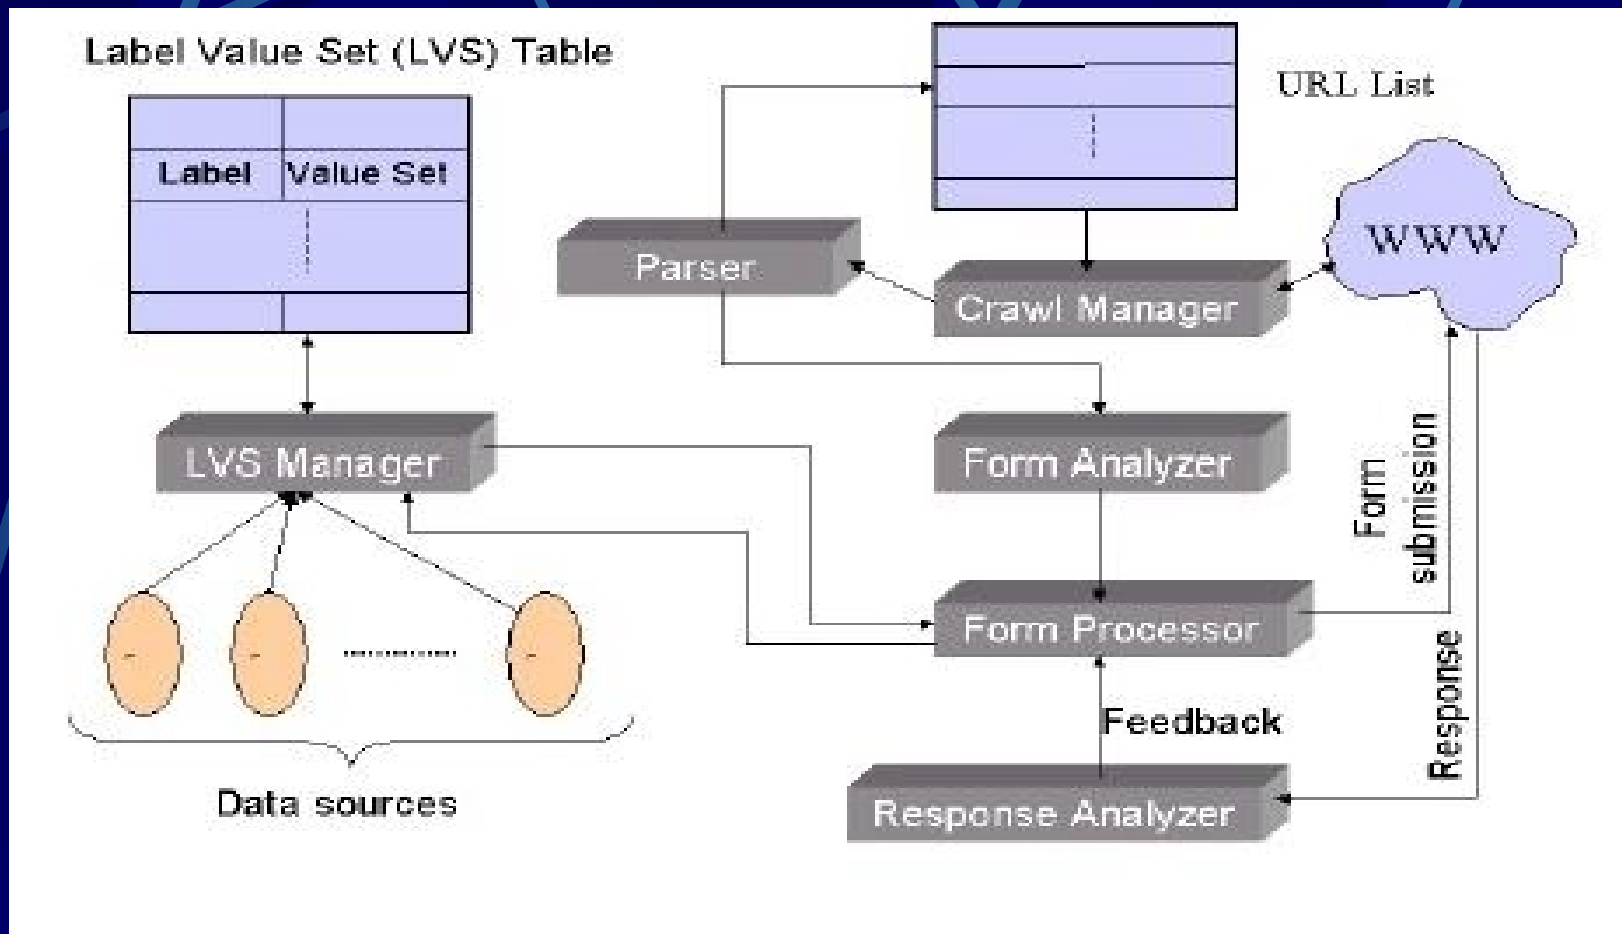 Label Value Set (LVS) Table
URL List
Label
Value Set
WWW
Parser
Crawl Manager
LVS Manager
Form Analyzer
Form
submission
Form Processor
Response
Feedback
Data sources
Response Analyzer